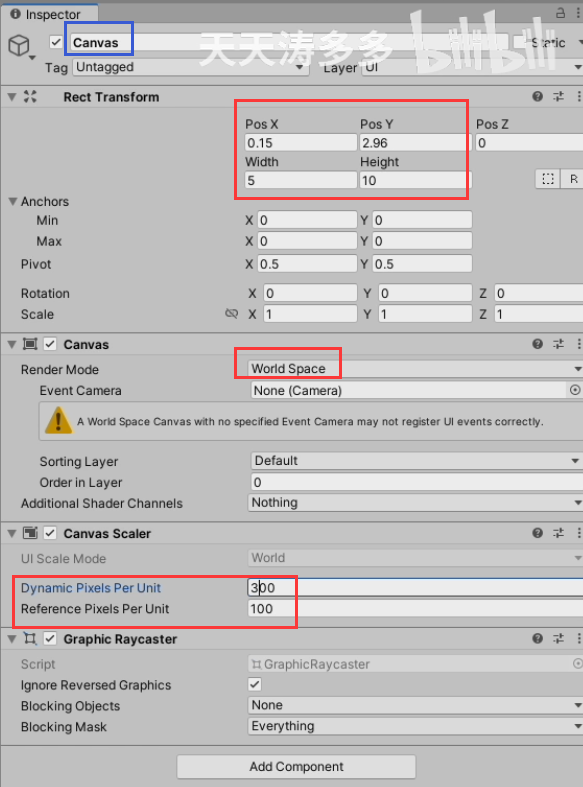 Inspector
Canvas
Static
天天涛多多 bilibili
Tag Untagged Layer UI
Rect Transform
Pos X Pos Y Pos Z
0.15 2.96 0
Width Height
5 10
R
Anchors
Min X 0 Y 0
Max X 0 Y 0
Pivot X 0.5 Y 0.5
Rotation X 0 Y 0 Z 0
Scale X 1 Y 1 Z 1
Canvas
Render Mode World Space
Event Camera None (Camera)
A World Space Canvas with no specified Event Camera may not register UI events correctly.
Sorting Layer Default
Order in Layer 0
Additional Shader Channels Nothing
Canvas Scaler
UI Scale Mode World
Dynamic Pixels Per Unit 300
Reference Pixels Per Unit 100
Graphic Raycaster
Script GraphicRaycaster
Ignore Reversed Graphics
Blocking Objects None
Blocking Mask Everything
Add Component